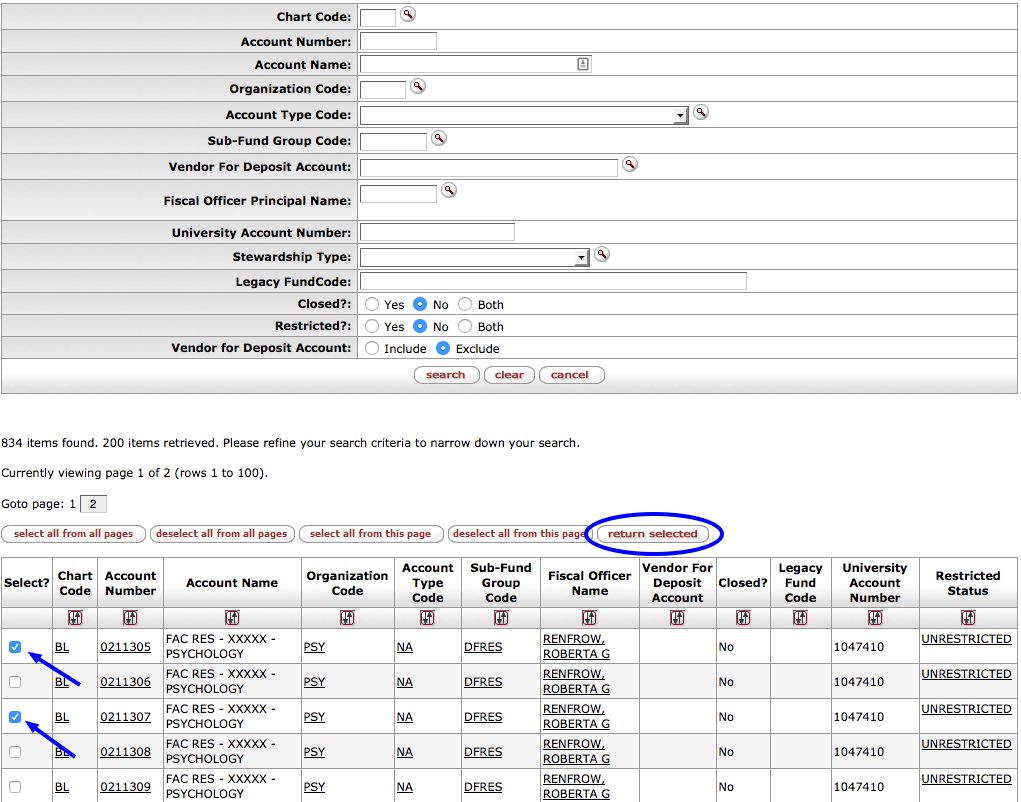 Chart Code:
Account Number:
Account Name:
Organization Code:
Account Type Code:
Sub-Fund Group Code:
Vendor For Deposit Account:
Fiscal Officer Principal Name:
University Account Number:
Stewardship Type:
Legacy FundCode:
Closed?: Yes No Both
Restricted?: Yes No Both
Vendor for Deposit Account: Include Exclude
search clear cancel
834 items found. 200 items retrieved. Please refine your search criteria to narrow down your search.
Currently viewing page 1 of 2 (rows 1 to 100).
Goto page: 1 2
select all from all pages deselect all from all pages select all from this page deselect all from this page return selected
Select? Chart Code Account Number Account Name Organization Code Account Type Code Sub-Fund Group Code Fiscal Officer Name Vendor For Deposit Account Closed? Legacy Fund Code University Account Number Restricted Status
BL 0211305 FAC RES - XXXXX - PSYCHOLOGY PSY NA DFRES RENFROW, ROBERTA G No 1047410 UNRESTRICTED
BL 0211306 FAC RES - XXXXX - PSYCHOLOGY PSY NA DFRES RENFROW, ROBERTA G No 1047410 UNRESTRICTED
BL 0211307 FAC RES - XXXXX - PSYCHOLOGY PSY NA DFRES RENFROW, ROBERTA G No 1047410 UNRESTRICTED
BL 0211308 FAC RES - XXXXX - PSYCHOLOGY PSY NA DFRES RENFROW, ROBERTA G No 1047410 UNRESTRICTED
BL 0211309 FAC RES - XXXXX - PSYCHOLOGY PSY NA DFRES RENFROW, ROBERTA G No 1047410 UNRESTRICTED